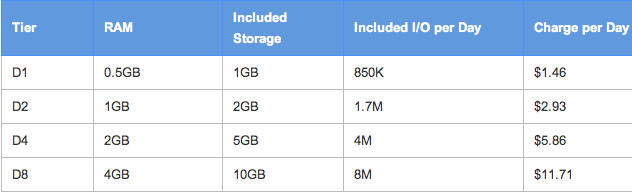 Tier RAM Included Storage Included I/O per Day Charge per Day
D1 0.5GB 1GB 850K $1.46
D2 1GB 2GB 1.7M $2.93
D4 2GB 5GB 4M $5.86
D8 4GB 10GB 8M $11.71